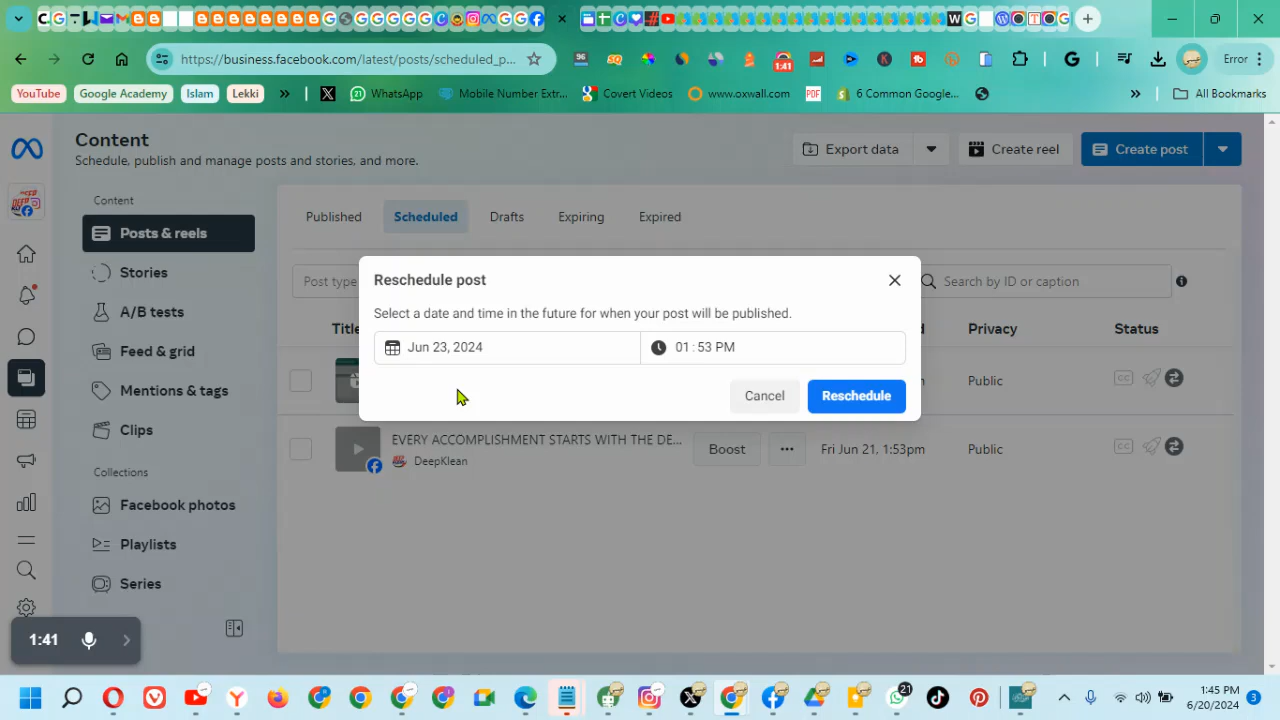 https://business.facebook.com/latest/posts/scheduled_p...
96
1:41
Error
YouTube
Google Academy
Islam
Lekki
WhatsApp
Mobile Number Extr...
Covert Videos
www.oxwall.com
PDF
6 Common Google...
All Bookmarks
Content
Schedule, publish and manage posts and stories, and more.
Export data
Create reel
Create post
Content
Posts & reels
Stories
A/B tests
Feed & grid
Mentions & tags
Clips
Collections
Facebook photos
Playlists
Series
Published
Scheduled
Drafts
Expiring
Expired
Post type
Search by ID or caption
Privacy
Status
Reschedule post
Select a date and time in the future for when your post will be published.
Jun 23, 2024
01 : 53 PM
Cancel
Reschedule
Public
EVERY ACCOMPLISHMENT STARTS WITH THE DE...
DeepKlean
Boost
Fri Jun 21, 1:53pm
Public
1:41
21
1:45 PM
6/20/2024
3